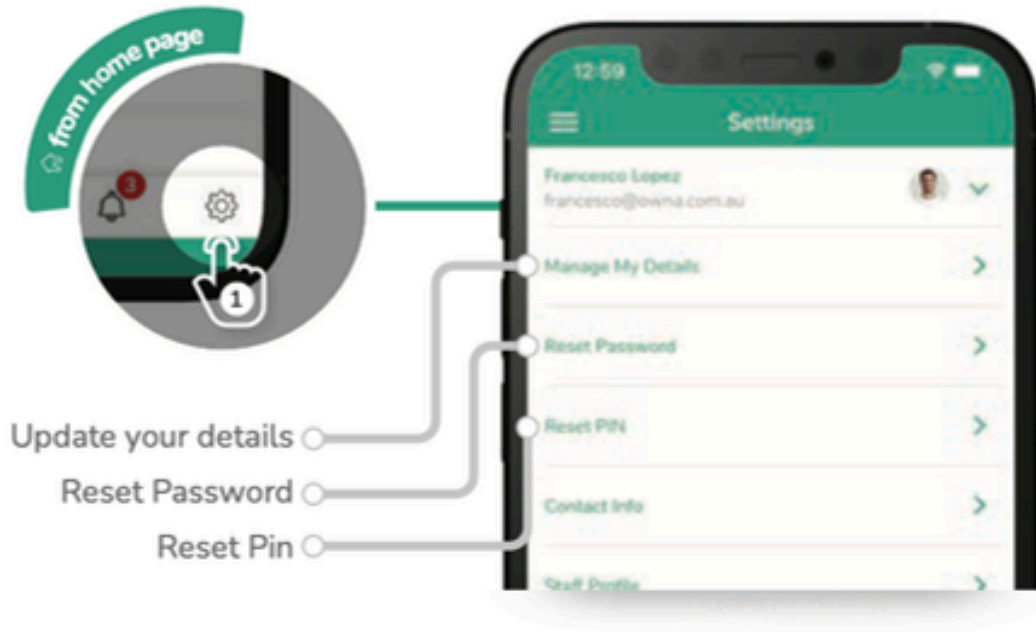 from home page
3
1
Update your details
Reset Password
Reset Pin
12:59
Settings
Francesco Lopez
francesco@owna.com.au
Manage My Details
Reset Password
Reset PIN
Contact Info
Staff Profile